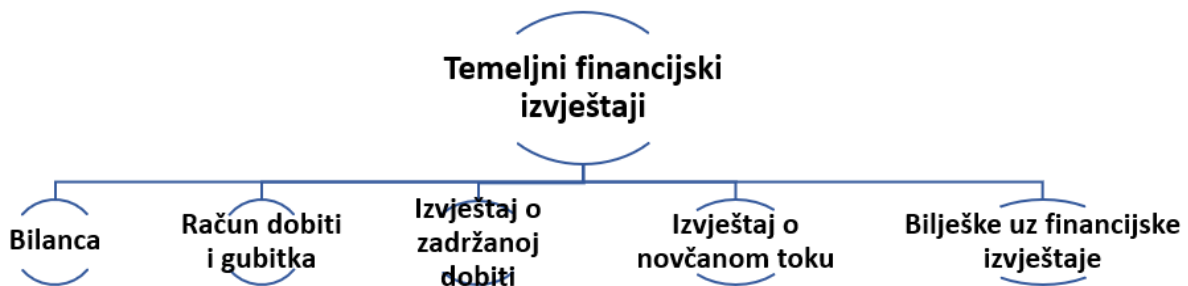 Temeljni financijski
izvještaji
Bilanca
Račun dobiti
i gubitka
Izvještaj o
zadržanoj
dobiti
Izvještaj o
novčanom toku
Bilješke uz financijske
izvještaje